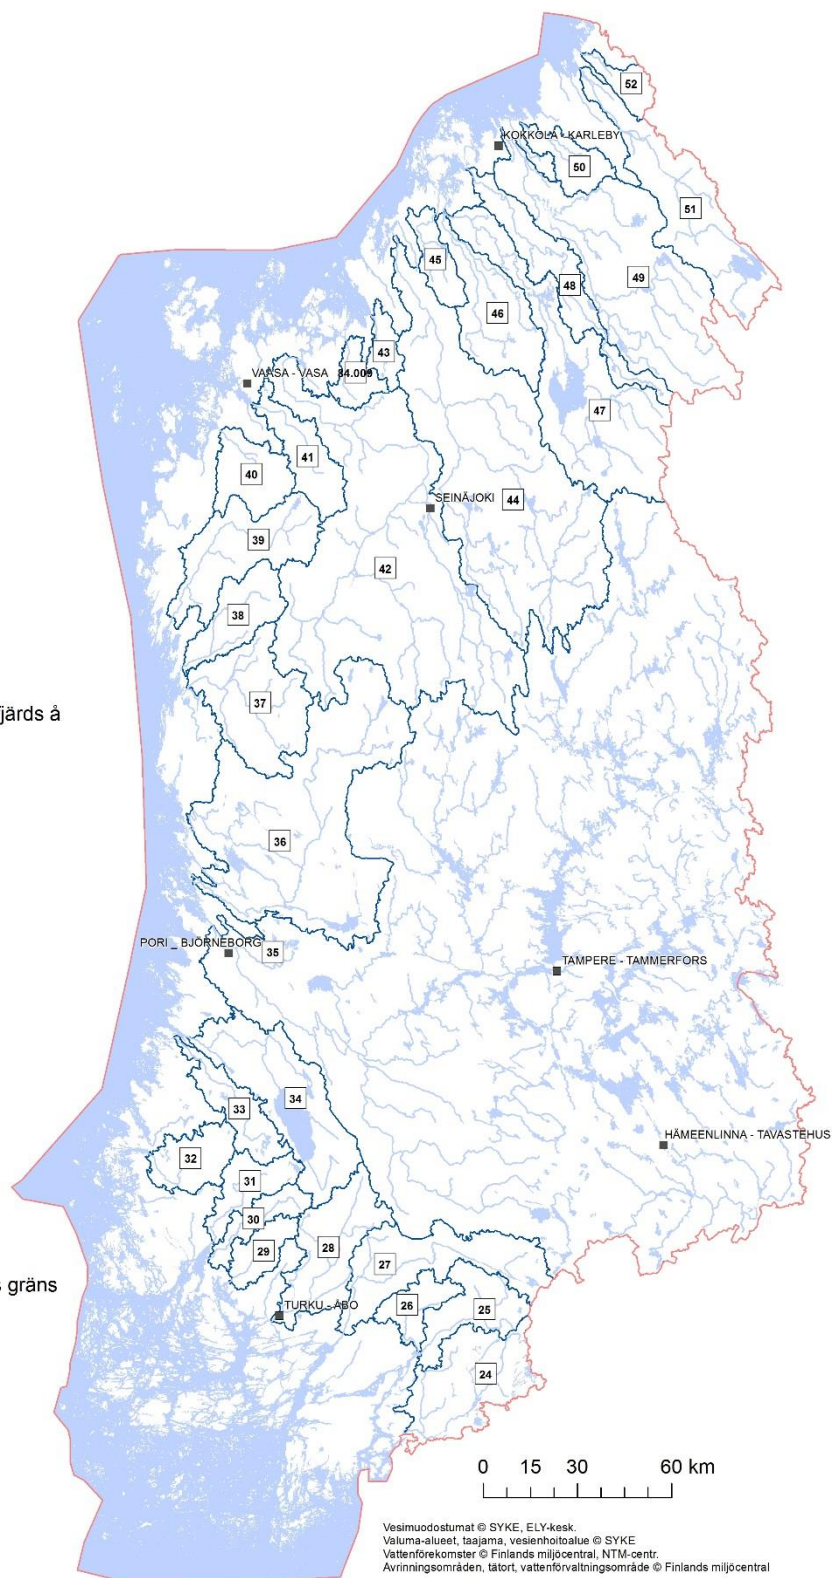 52
KOKKOLA - KARLEBY
50
51
45
49
48
46
43
VAASA - VASA
84.009
47
41
40
SEINÄJOKI
44
39
42
38
37
järds å
36
PORI _ BJÖRNEBORG
35
TAMPERE - TAMMERFORS
34
33
HÄMEENLINNA - TAVASTEHUS
32
31
30
28
29
27
s gräns
TURKU - ÅBO
26
25
24
0 15 30 60 km
Vesimuodostumat © SYKE, ELY-kesk.
Valuma-alueet, taajama, vesienhoitoalue © SYKE
Vattenförekomster © Finlands miljöcentral, NTM-centr.
Avrinningsområden, tätort, vattenförvaltningsområde © Finlands miljöcentral